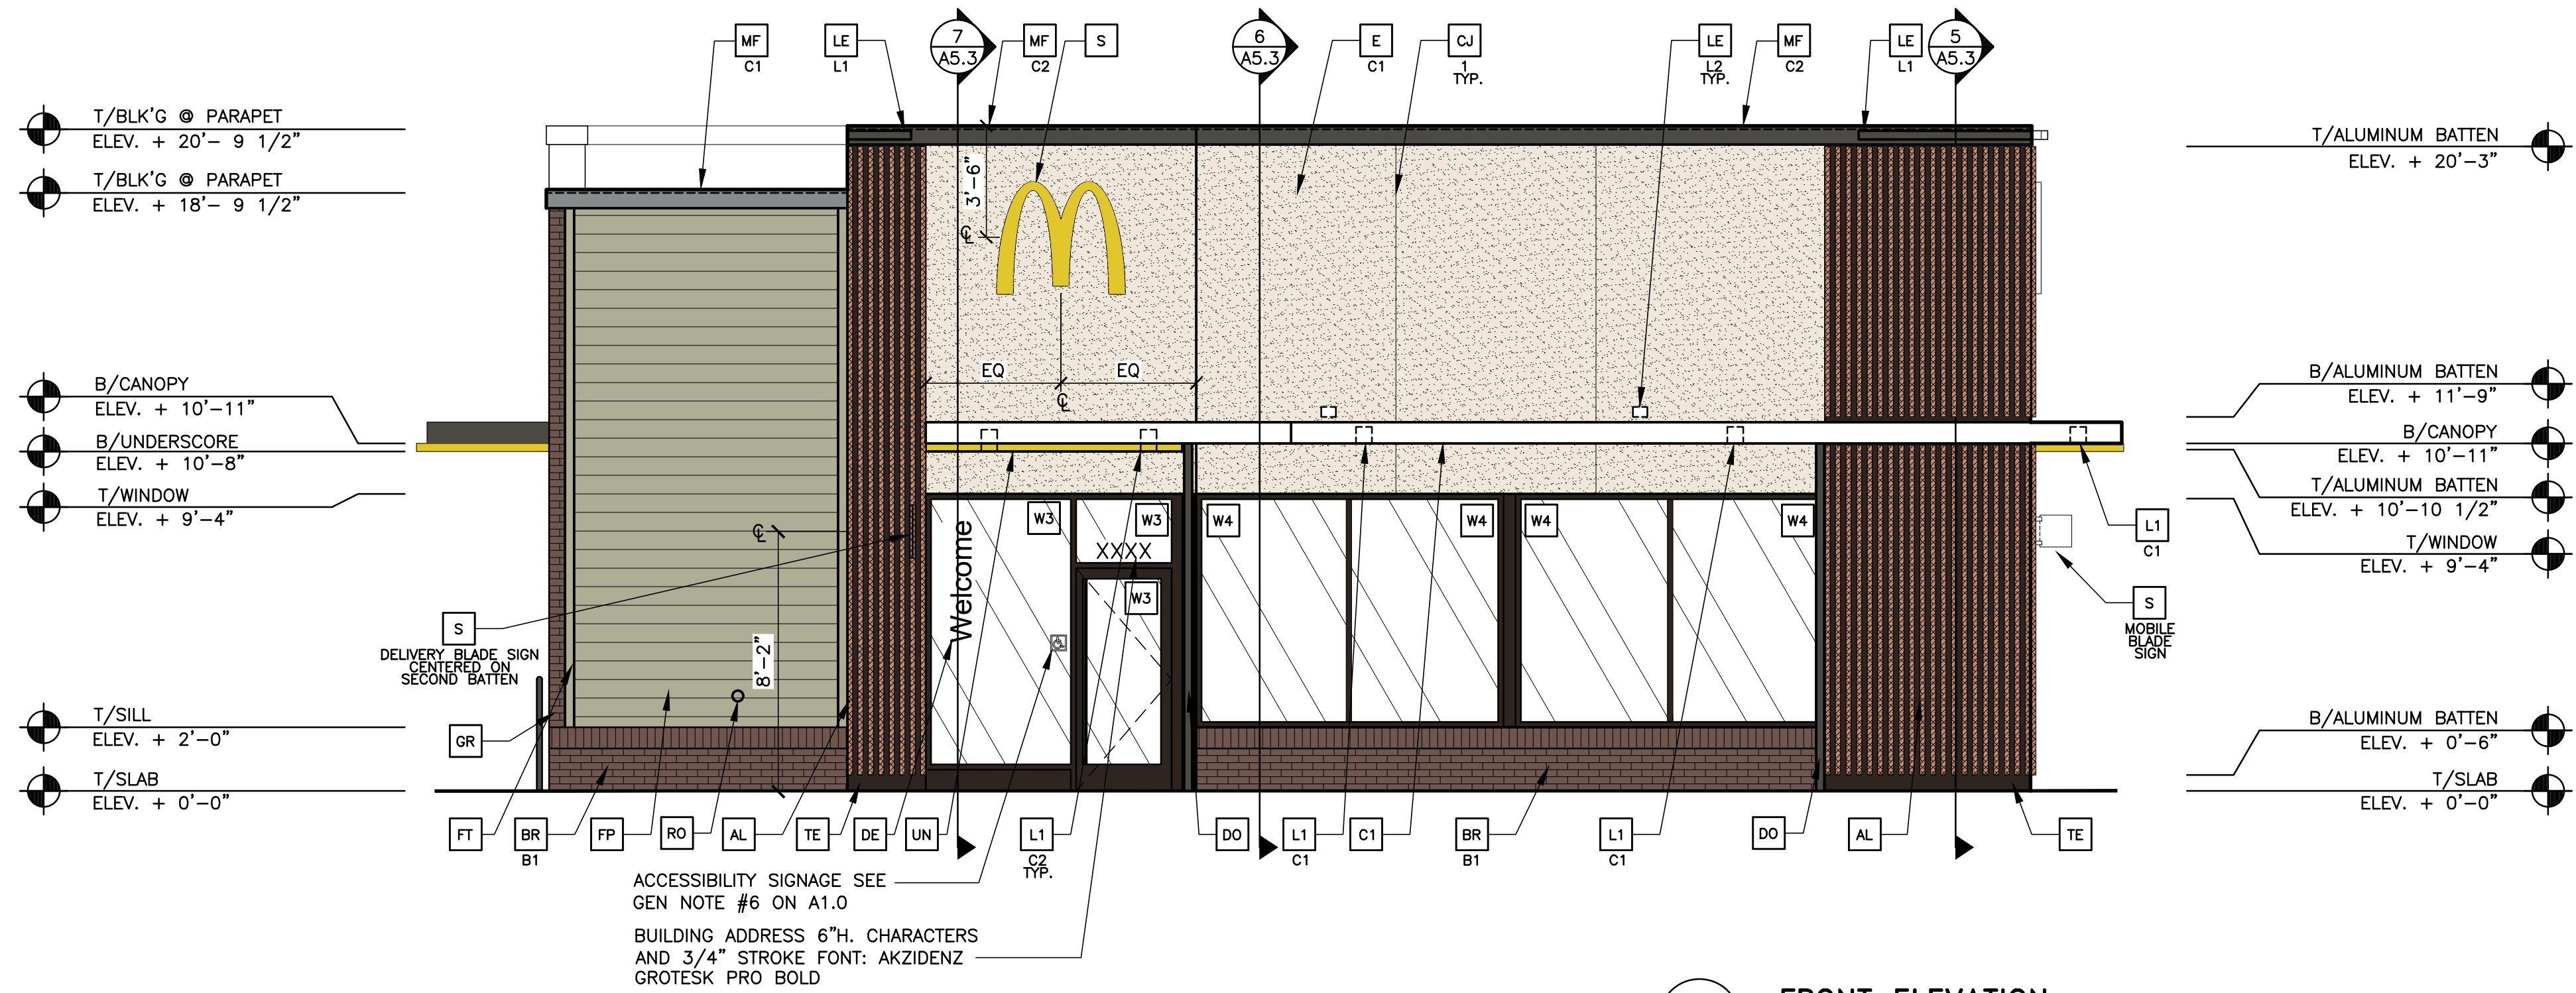 MF
C1
LE
L1
7
A5.3
MF
C2
S
6
A5.3
E
C1
CJ
1
TYP.
LE
L2
TYP.
MF
C2
LE
L1
5
A5.3
T/BLK'G @ PARAPET
ELEV. + 20'- 9 1/2"
T/BLK'G @ PARAPET
ELEV. + 18'- 9 1/2"
B/CANOPY
ELEV. + 10'-11"
B/UNDERSCORE
ELEV. + 10'-8"
T/WINDOW
ELEV. + 9'-4"
T/SILL
ELEV. + 2'-0"
T/SLAB
ELEV. + 0'-0"
3'-6"
EQ
EQ
8'-2"
Welcome
W3
W3
XXXX
W3
W4
W4
W4
W4
S
DELIVERY BLADE SIGN
CENTERED ON
SECOND BATTEN
GR
T/ALUMINUM BATTEN
ELEV. + 20'-3"
B/ALUMINUM BATTEN
ELEV. + 11'-9"
B/CANOPY
ELEV. + 10'-11"
T/ALUMINUM BATTEN
ELEV. + 10'-10 1/2"
T/WINDOW
ELEV. + 9'-4"
B/ALUMINUM BATTEN
ELEV. + 0'-6"
T/SLAB
ELEV. + 0'-0"
L1
C1
S
MOBILE
BLADE
SIGN
FT
BR
B1
FP
RO
AL
TE
DE
UN
L1
C2
TYP.
DO
L1
C1
C1
BR
B1
L1
C1
DO
AL
TE
ACCESSIBILITY SIGNAGE SEE
GEN NOTE #6 ON A1.0
BUILDING ADDRESS 6"H. CHARACTERS
AND 3/4" STROKE FONT: AKZIDENZ
GROTESK PRO BOLD
FRONT ELEVATION